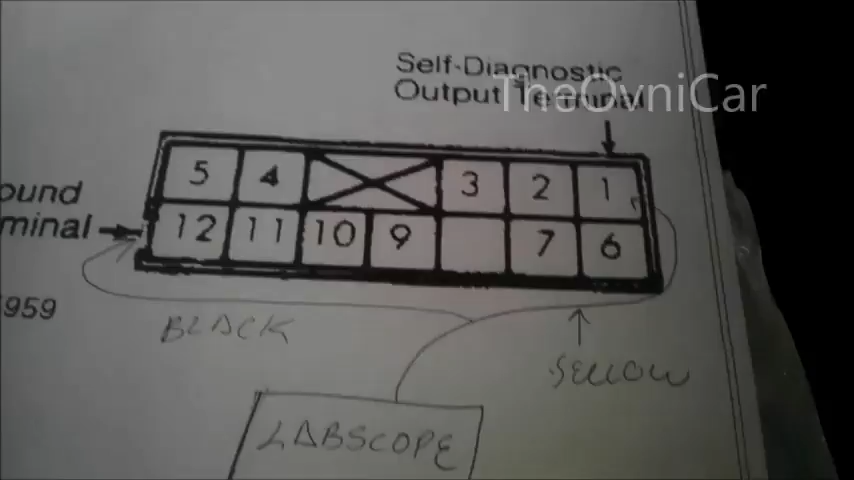 Self-Diagnostic
Output Terminal
TheOvniCar
5 4 3 2 1
ound
minal
12 11 10 9 7 6
959
BLACK
YELLOW
LABSCOPE